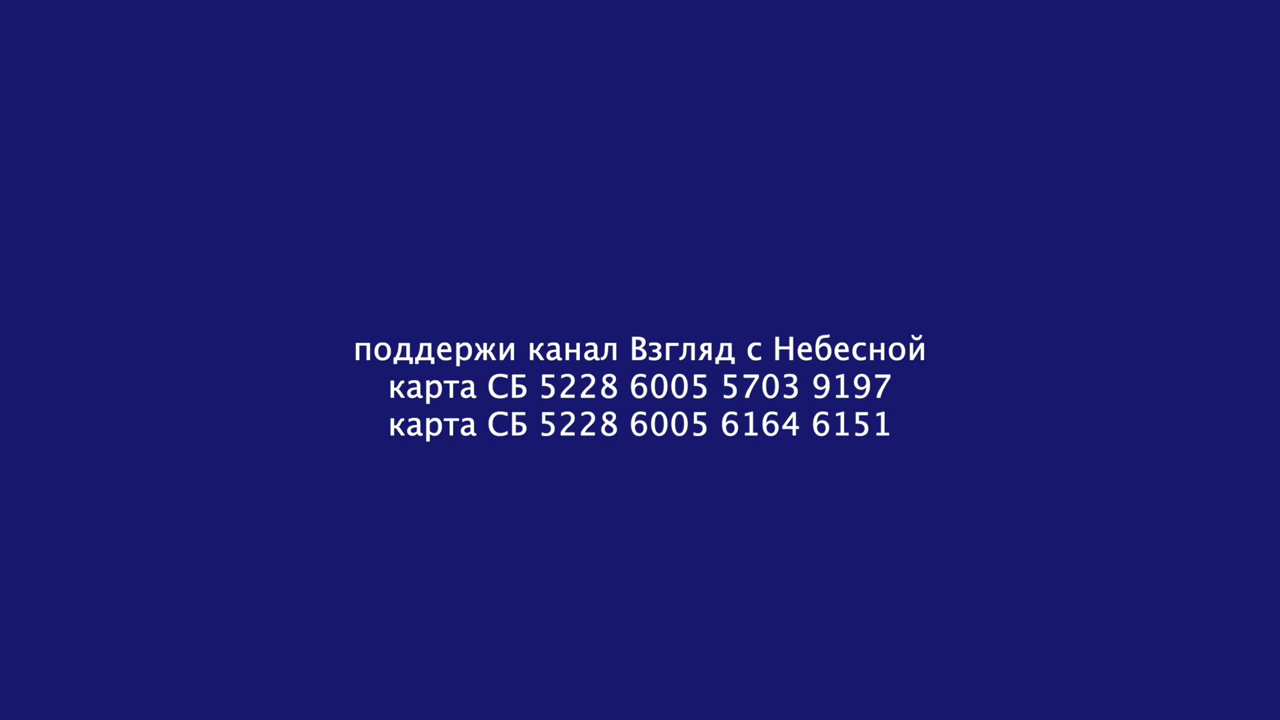 поддержи канал Взгляд с Небесной
карта СБ 5228 6005 5703 9197
карта СБ 5228 6005 6164 6151